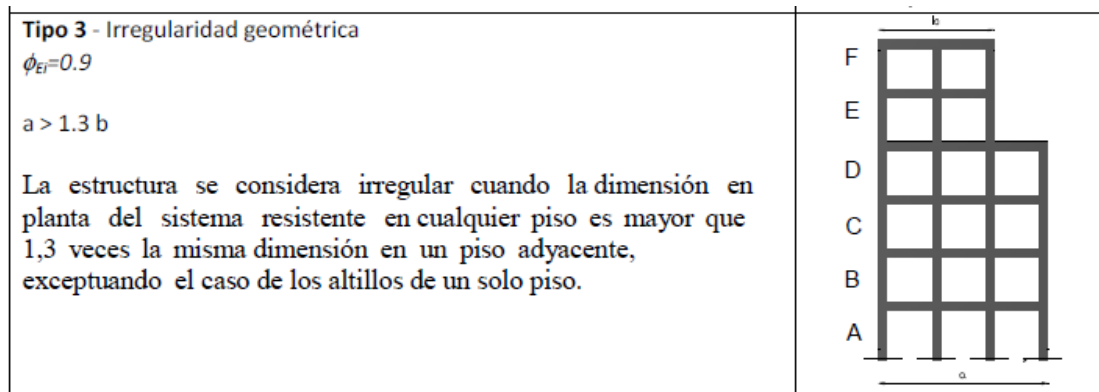 Tipo 3 - Irregularidad geométrica
ϕEi=0.9
a > 1.3 b
La estructura se considera irregular cuando la dimensión en
planta del sistema resistente en cualquier piso es mayor que
1,3 veces la misma dimensión en un piso adyacente,
exceptuando el caso de los altillos de un solo piso.
b
F
E
D
C
B
A
a